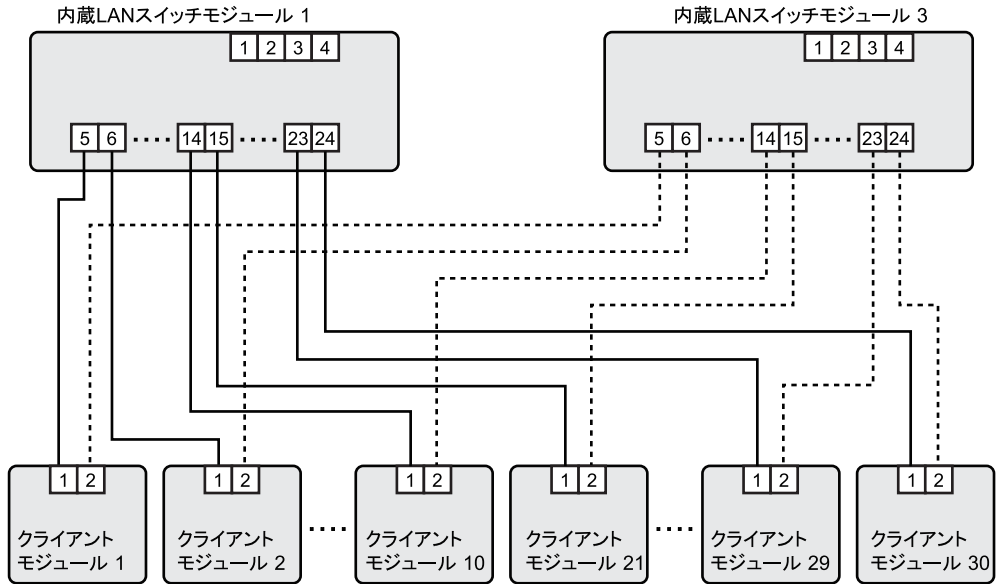 内蔵LANスイッチモジュール 1
内蔵LANスイッチモジュール 3
1 2 3 4
1 2 3 4
5 6 ····· 14 15 ····· 23 24
5 6 ····· 14 15 ····· 23 24
1 2
1 2
1 2
1 2
1 2
1 2
クライアント
モジュール 1
クライアント
モジュール 2
·····
クライアント
モジュール 10
クライアント
モジュール 21
·····
クライアント
モジュール 29
クライアント
モジュール 30